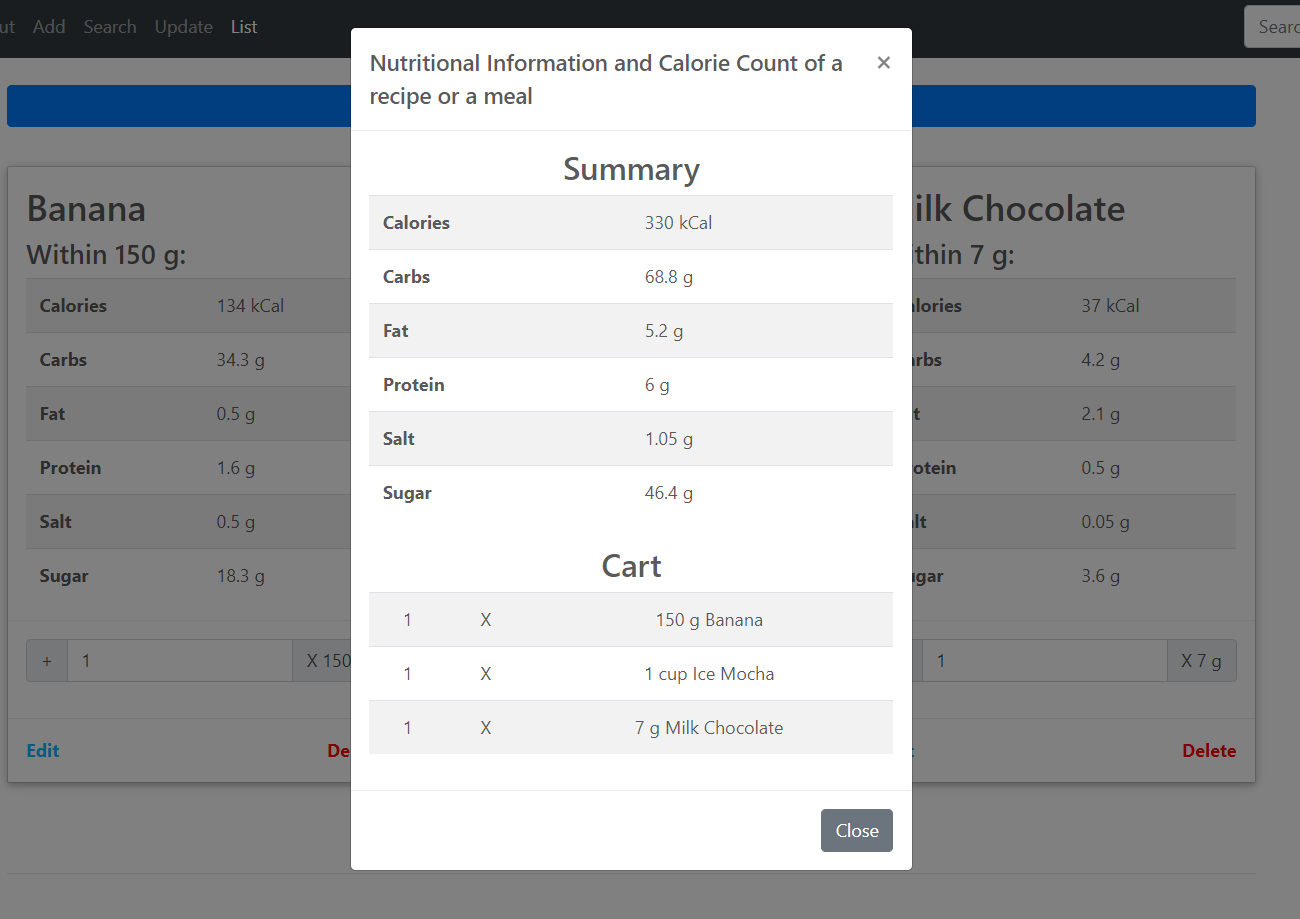 ut Add Search Update List Searc
Nutritional Information and Calorie Count of a ×
recipe or a meal
Summary
Calories 330 kCal
Carbs 68.8 g
Fat 5.2 g
Protein 6 g
Salt 1.05 g
Sugar 46.4 g
Cart
1 X 150 g Banana
1 X 1 cup Ice Mocha
1 X 7 g Milk Chocolate
Close
Banana
Within 150 g:
Calories 134 kCal
Carbs 34.3 g
Fat 0.5 g
Protein 1.6 g
Salt 0.5 g
Sugar 18.3 g
+ 1 X 150
Edit De
ilk Chocolate
thin 7 g:
lories 37 kCal
rbs 4.2 g
t 2.1 g
otein 0.5 g
lt 0.05 g
gar 3.6 g
1 X 7 g
Delete